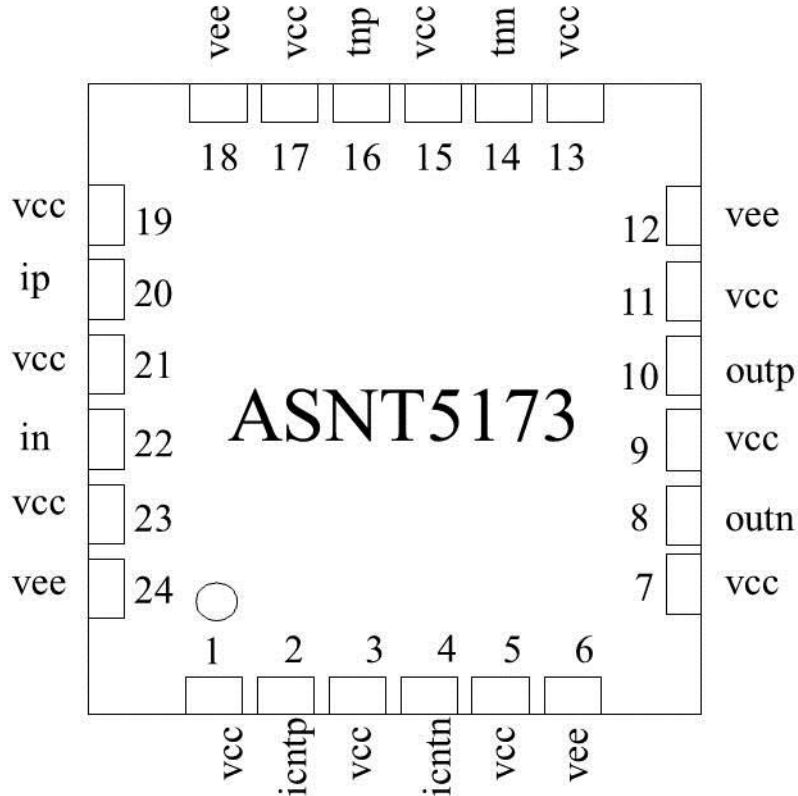 vee vcc tnp vcc tnn vcc
18 17 16 15 14 13
vcc 19 12 vee
ip 20 11 vcc
vcc 21 10 outp
ASNT5173
in 22 9 vcc
vcc 23 8 outn
vee 24 7 vcc
1 2 3 4 5 6
vcc icntp vcc icntn vcc vee